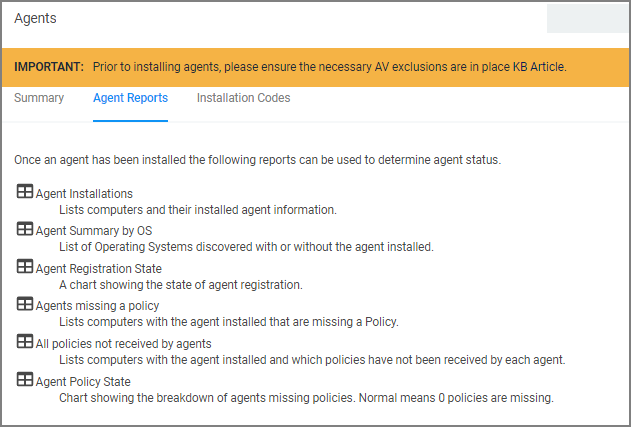 Agents
IMPORTANT: Prior to installing agents, please ensure the necessary AV exclusions are in place KB Article.
Summary Agent Reports Installation Codes
Once an agent has been installed the following reports can be used to determine agent status.
Agent Installations
Lists computers and their installed agent information.
Agent Summary by OS
List of Operating Systems discovered with or without the agent installed.
Agent Registration State
A chart showing the state of agent registration.
Agents missing a policy
Lists computers with the agent installed that are missing a Policy.
All policies not received by agents
Lists computers with the agent installed and which policies have not been received by each agent.
Agent Policy State
Chart showing the breakdown of agents missing policies. Normal means 0 policies are missing.